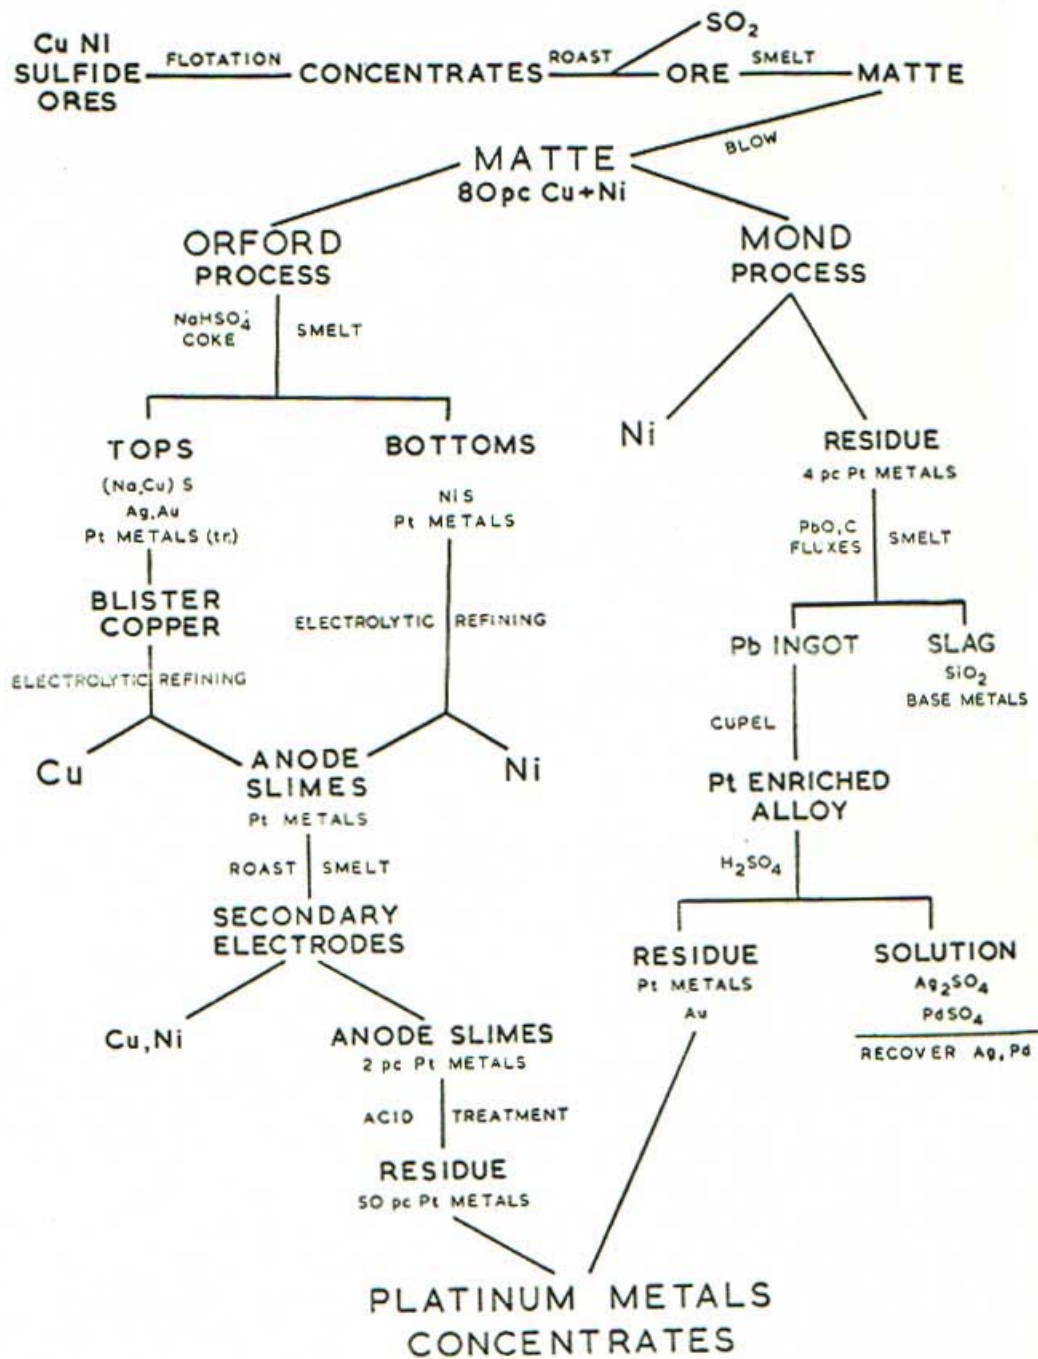 Cu Ni
SULFIDE
ORES
FLOTATION
CONCENTRATES
ROAST
SO2
ORE
SMELT
MATTE
BLOW
MATTE
80 pc Cu+Ni
ORFORD
PROCESS
MOND
PROCESS
NaHSO4
COKE
SMELT
TOPS
(Na,Cu) S
Ag,Au
Pt METALS (tr.)
BOTTOMS
NiS
Pt METALS
Ni
RESIDUE
4 pc Pt METALS
PbO,C
FLUXES
SMELT
BLISTER
COPPER
ELECTROLYTIC REFINING
ELECTROLYTIC REFINING
Pb INGOT
SLAG
SiO2
BASE METALS
CUPEL
Cu
ANODE
SLIMES
Pt METALS
Ni
Pt ENRICHED
ALLOY
ROAST SMELT
H2SO4
SECONDARY
ELECTRODES
RESIDUE
Pt METALS
Au
SOLUTION
Ag2SO4
PdSO4
RECOVER Ag, Pd
Cu,Ni
ANODE SLIMES
2 pc Pt METALS
ACID TREATMENT
RESIDUE
50 pc Pt METALS
PLATINUM METALS
CONCENTRATES